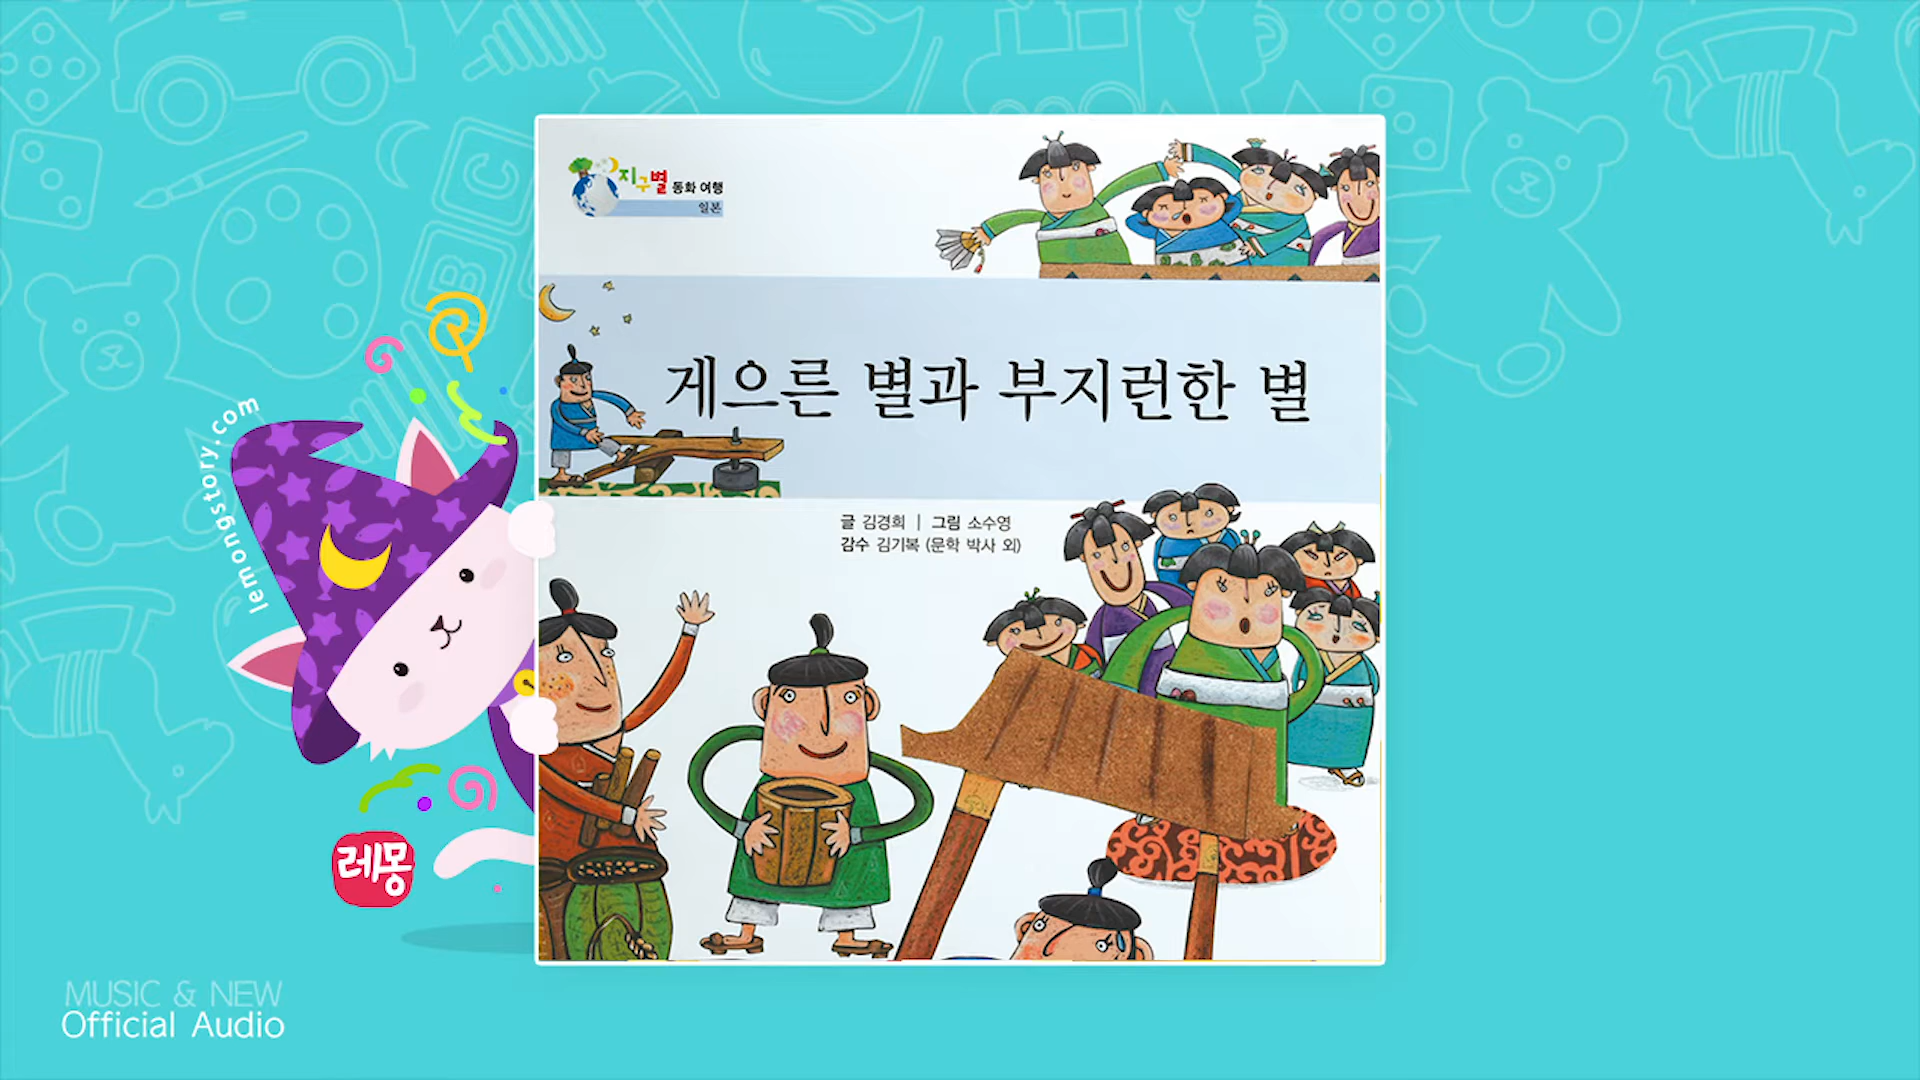 지구별 동화 여행
일본
게으른 별과 부지런한 별
글 김경희 | 그림 소수영
감수 김기복 (문학 박사 외)
lemongstory.com
레몽
C
B
MUSIC & NEW
Official Audio